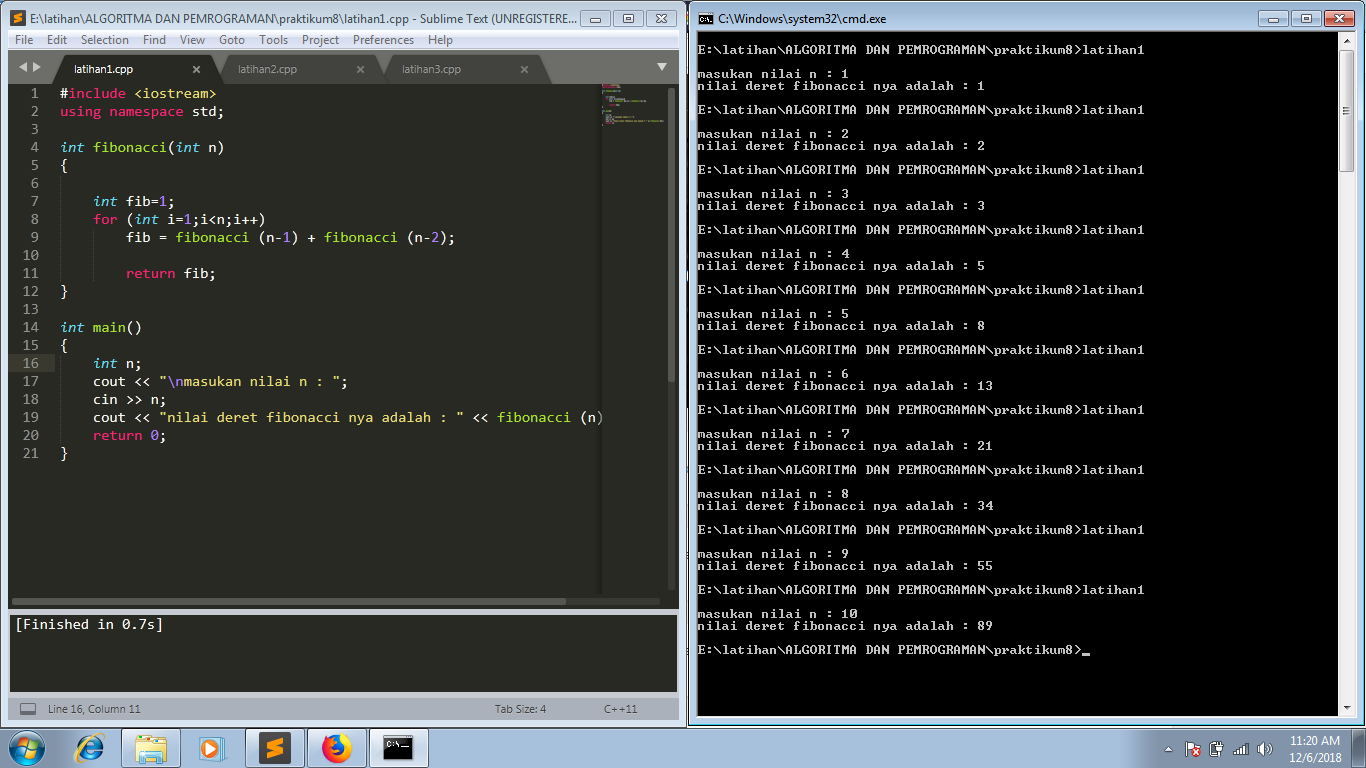 E:\latihan\ALGORITMA DAN PEMROGRAMAN\praktikum8\latihan1.cpp - Sublime Text (UNREGISTERE...
File Edit Selection Find View Goto Tools Project Preferences Help
latihan1.cpp latihan2.cpp latihan3.cpp
1 #include <iostream>
2 using namespace std;
3
4 int fibonacci(int n)
5 {
6
7 int fib=1;
8 for (int i=1;i<n;i++)
9 fib = fibonacci (n-1) + fibonacci (n-2);
10
11 return fib;
12 }
13
14 int main()
15 {
16 int n;
17 cout << "\nmasukan nilai n : ";
18 cin >> n;
19 cout << "nilai deret fibonacci nya adalah : " << fibonacci (n)
20 return 0;
21 }
[Finished in 0.7s]
Line 16, Column 11 Tab Size: 4 C++11
C:\Windows\system32\cmd.exe
E:\latihan\ALGORITMA DAN PEMROGRAMAN\praktikum8>latihan1
masukan nilai n : 1
nilai deret fibonacci nya adalah : 1
E:\latihan\ALGORITMA DAN PEMROGRAMAN\praktikum8>latihan1
masukan nilai n : 2
nilai deret fibonacci nya adalah : 2
E:\latihan\ALGORITMA DAN PEMROGRAMAN\praktikum8>latihan1
masukan nilai n : 3
nilai deret fibonacci nya adalah : 3
E:\latihan\ALGORITMA DAN PEMROGRAMAN\praktikum8>latihan1
masukan nilai n : 4
nilai deret fibonacci nya adalah : 5
E:\latihan\ALGORITMA DAN PEMROGRAMAN\praktikum8>latihan1
masukan nilai n : 5
nilai deret fibonacci nya adalah : 8
E:\latihan\ALGORITMA DAN PEMROGRAMAN\praktikum8>latihan1
masukan nilai n : 6
nilai deret fibonacci nya adalah : 13
E:\latihan\ALGORITMA DAN PEMROGRAMAN\praktikum8>latihan1
masukan nilai n : 7
nilai deret fibonacci nya adalah : 21
E:\latihan\ALGORITMA DAN PEMROGRAMAN\praktikum8>latihan1
masukan nilai n : 8
nilai deret fibonacci nya adalah : 34
E:\latihan\ALGORITMA DAN PEMROGRAMAN\praktikum8>latihan1
masukan nilai n : 9
nilai deret fibonacci nya adalah : 55
E:\latihan\ALGORITMA DAN PEMROGRAMAN\praktikum8>latihan1
masukan nilai n : 10
nilai deret fibonacci nya adalah : 89
E:\latihan\ALGORITMA DAN PEMROGRAMAN\praktikum8>_
11:20 AM
12/6/2018